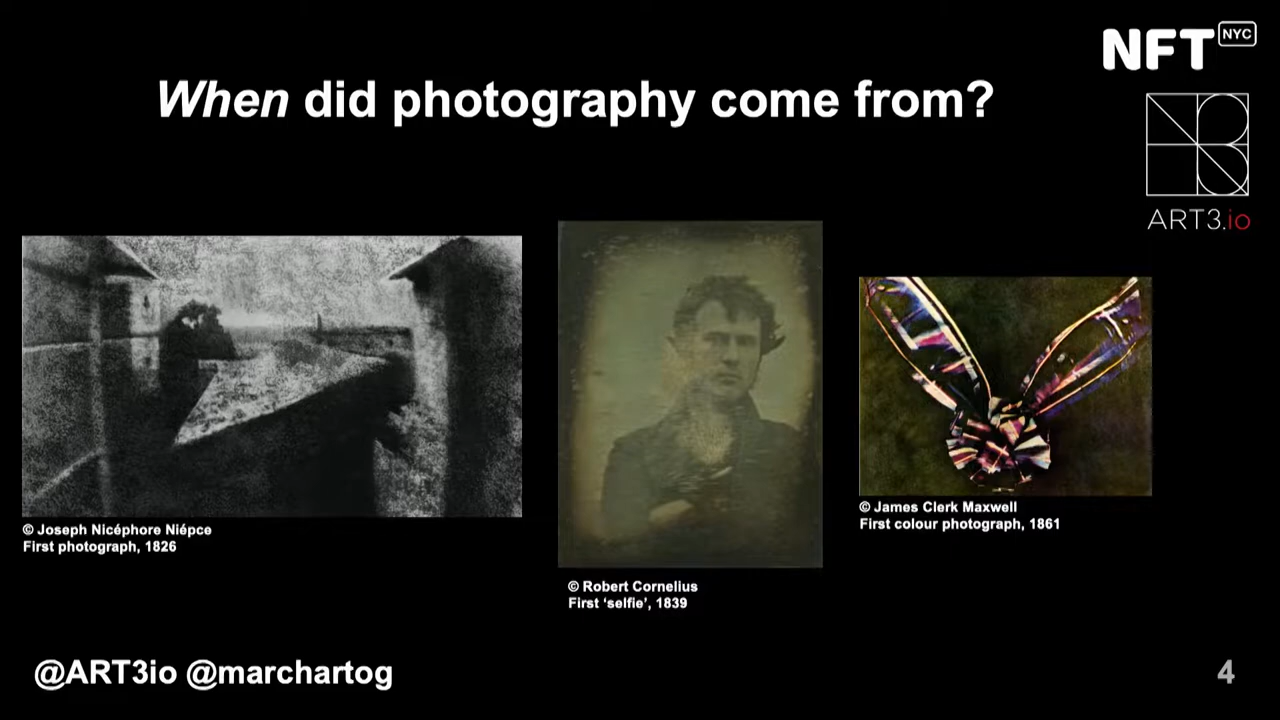 NFT NYC
When did photography come from?
ART3.io
© Joseph Nicéphore Niépce
First photograph, 1826
© Robert Cornelius
First ‘selfie’, 1839
© James Clerk Maxwell
First colour photograph, 1861
@ART3io @marchartog
4